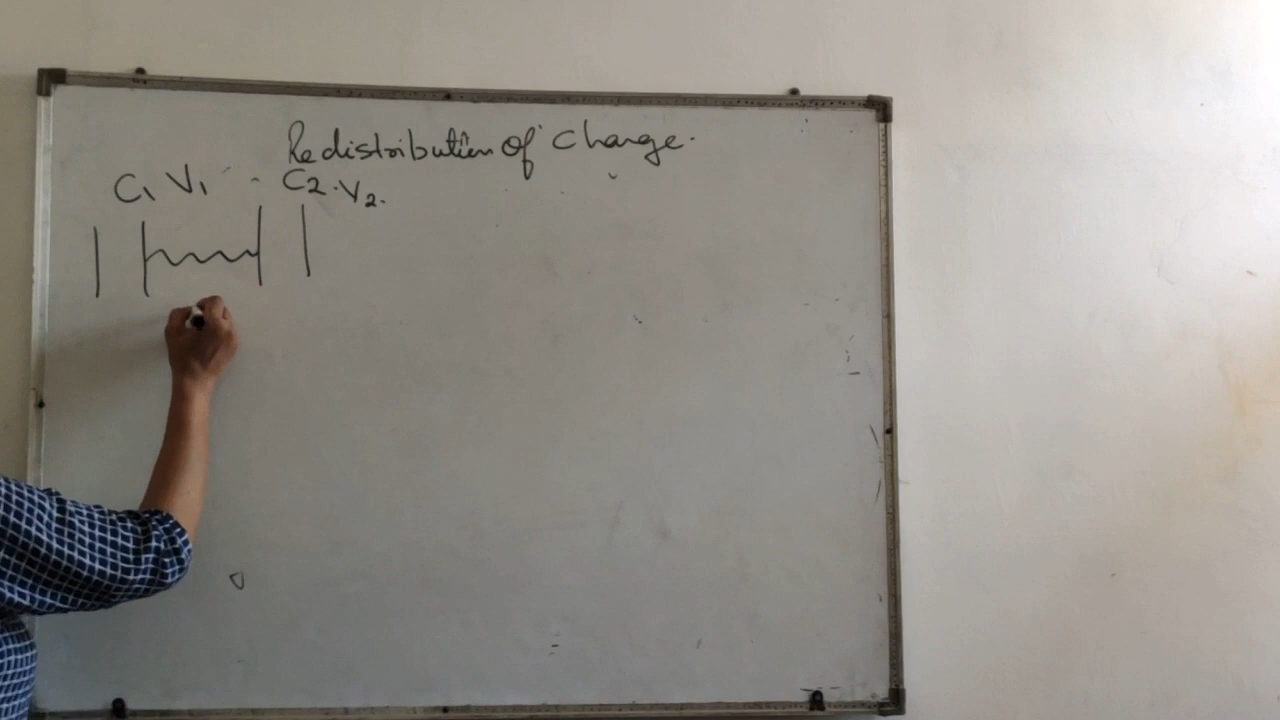 Redistribution of Charge.
C1 V1 C2. V2.